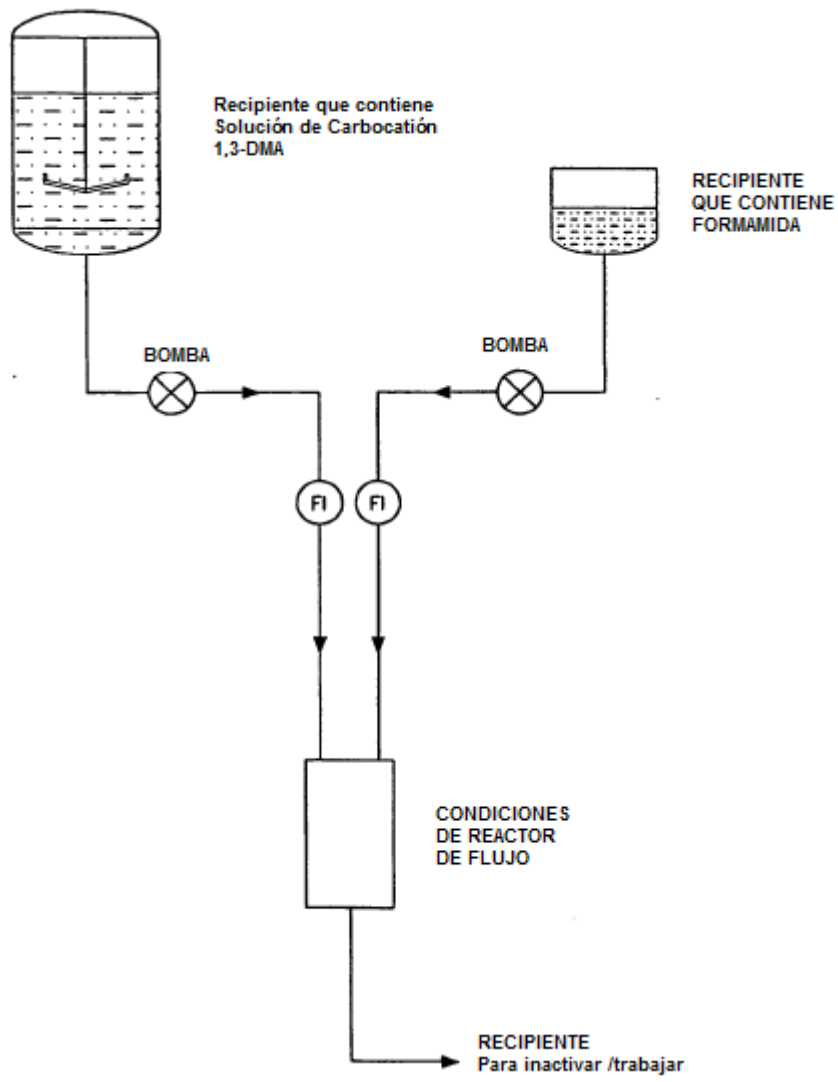 Recipiente que contiene
Solución de Carbocatión
1,3-DMA
RECIPIENTE
QUE CONTIENE
FORMAMIDA
BOMBA
BOMBA
FI
FI
CONDICIONES
DE REACTOR
DE FLUJO
RECIPIENTE
Para inactivar /trabajar